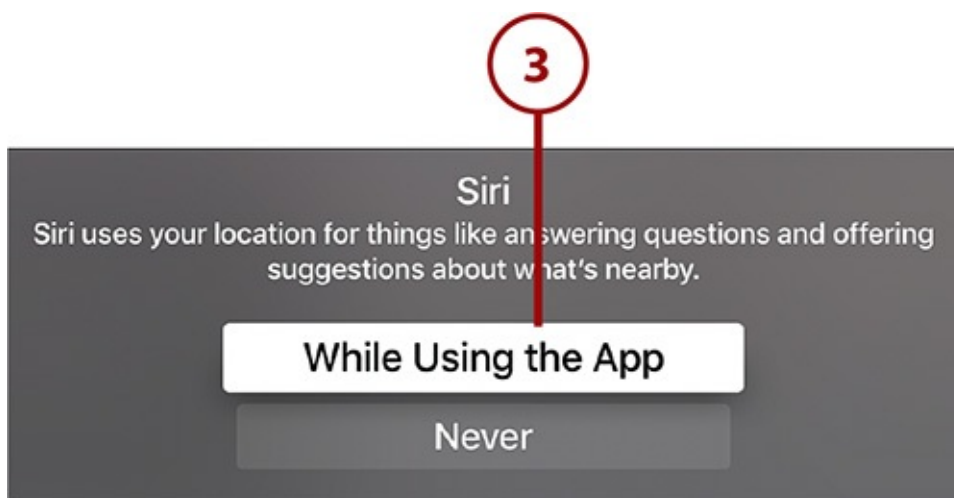 3
Siri
Siri uses your location for things like answering questions and offering
suggestions about what's nearby.
While Using the App
Never